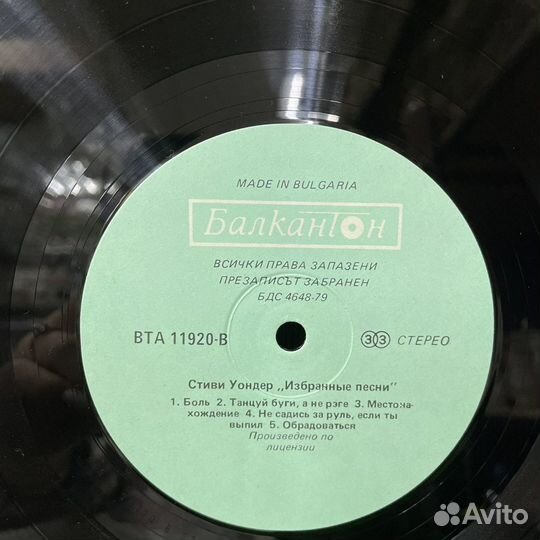 MADE IN BULGARIA
Балкантон
ВСИЧКИ ПРАВА ЗАПАЗЕНИ
ПРЕЗАПИСЪТ ЗАБРАНЕН
БДС 4648-79
ВТА 11920-В
33 СТЕРЕО
Стиви Уондер „Избранные песни"
1. Боль 2. Танцуй буги, а не рэге 3. Местона-
хождение 4. Не садись за руль, если ты
выпил 5. Обрадоваться
Произведено по
лицензии
Avito